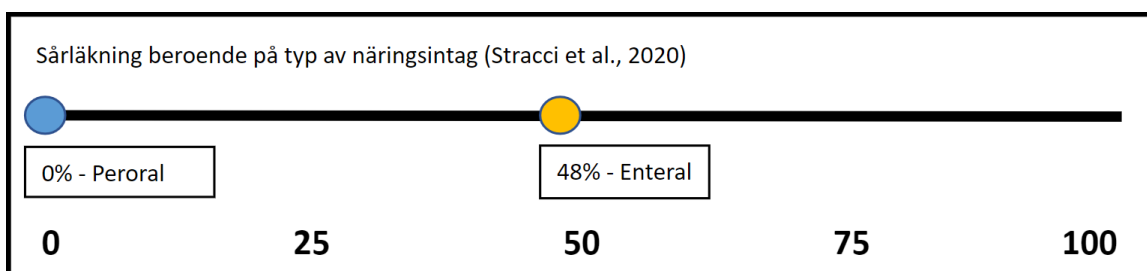 Sårläkning beroende på typ av näringsintag (Stracci et al., 2020)
0% - Peroral
48% - Enteral
0 25 50 75 100